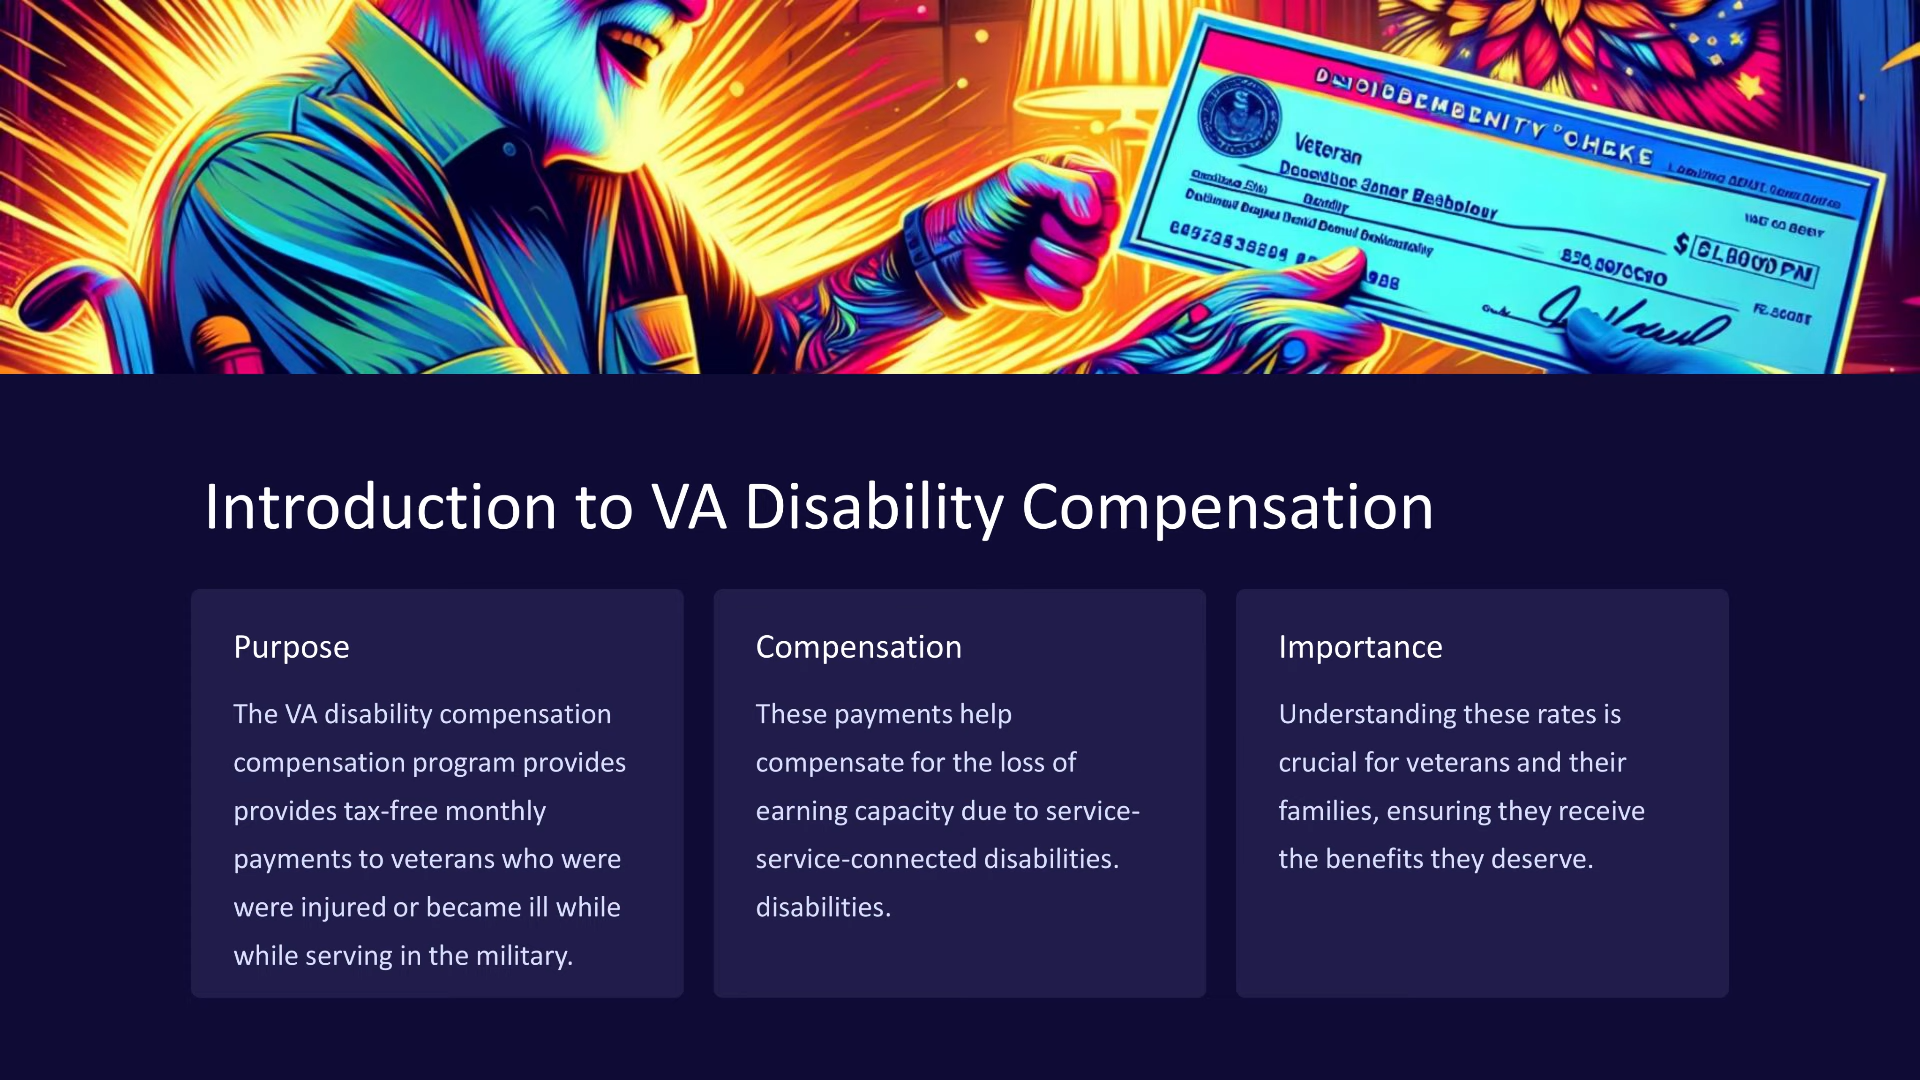 Veteran
Introduction to VA Disability Compensation
Purpose
The VA disability compensation
compensation program provides
provides tax-free monthly
payments to veterans who were
were injured or became ill while
while serving in the military.
Compensation
These payments help
compensate for the loss of
earning capacity due to service-
service-connected disabilities.
disabilities.
Importance
Understanding these rates is
crucial for veterans and their
families, ensuring they receive
the benefits they deserve.